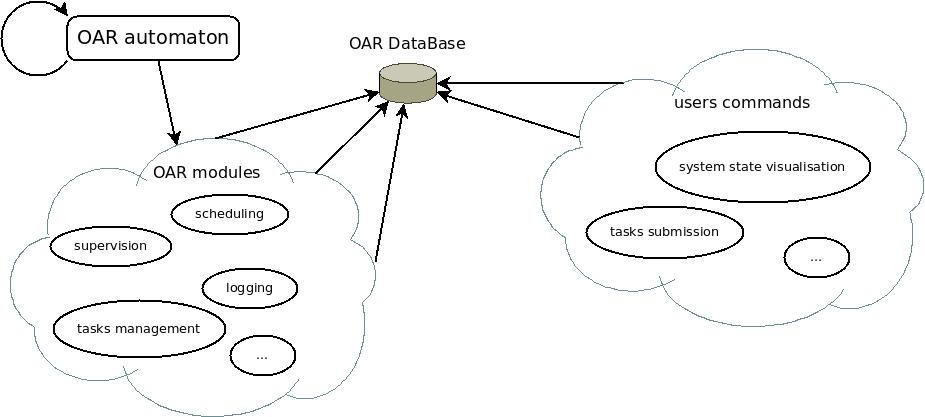 OAR automaton
OAR DataBase
users commands
system state visualisation
tasks submission
...
OAR modules
scheduling
supervision
logging
tasks management
...